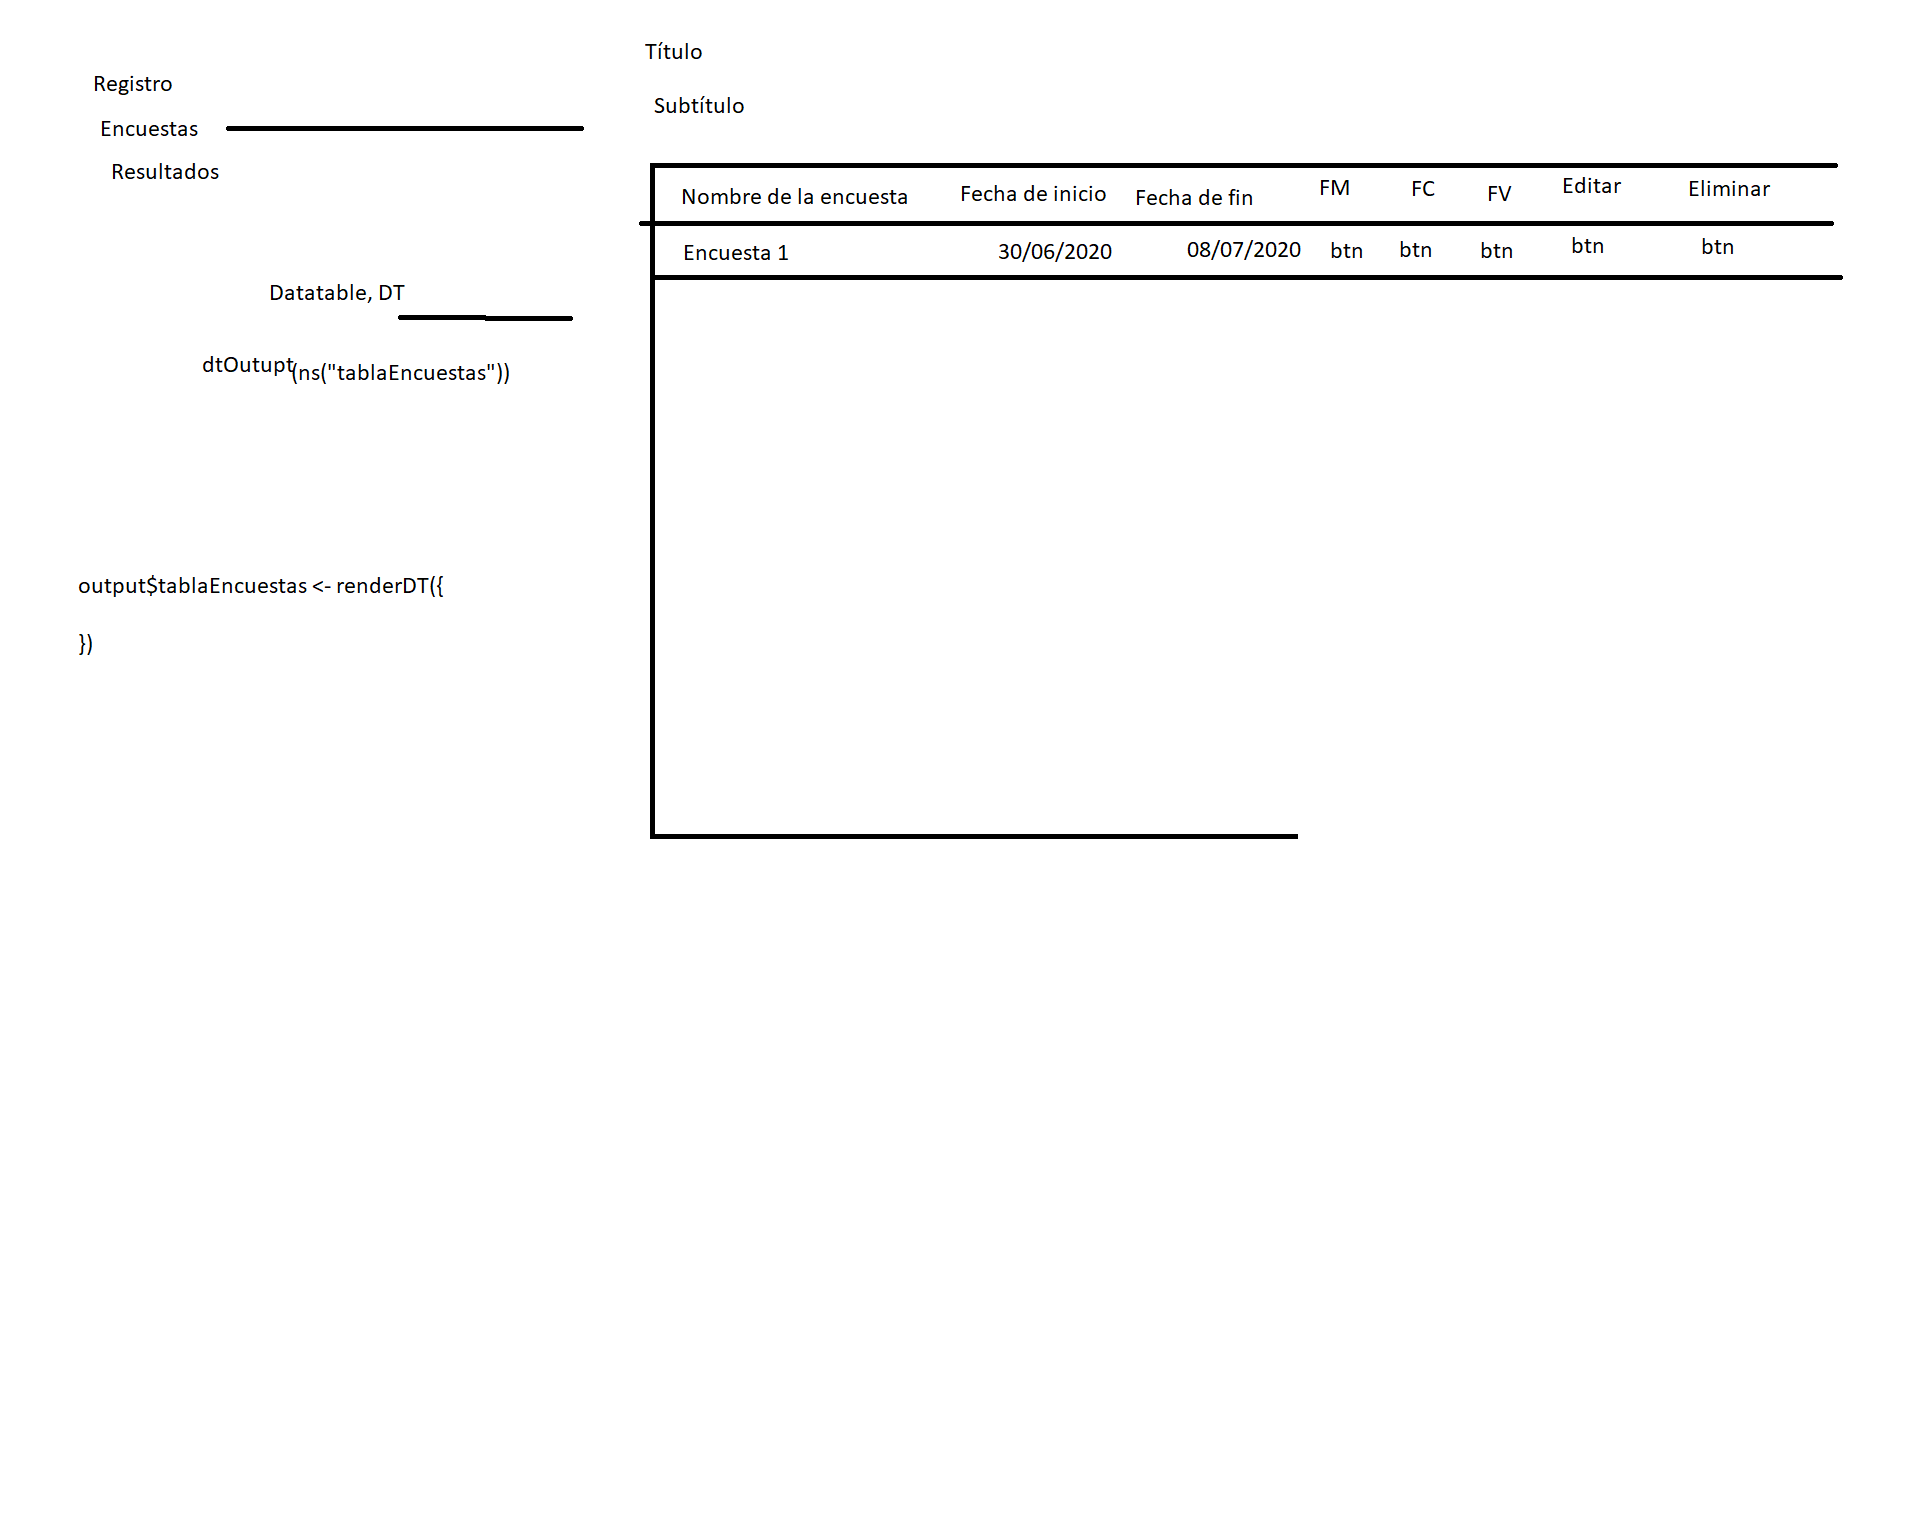 Título
Registro
Subtítulo
Encuestas
Resultados
Nombre de la encuesta Fecha de inicio Fecha de fin FM FC FV Editar Eliminar
Encuesta 1 30/06/2020 08/07/2020 btn btn btn btn btn
Datatable, DT
dtOutupt(ns("tablaEncuestas"))
output$tablaEncuestas <- renderDT({
})